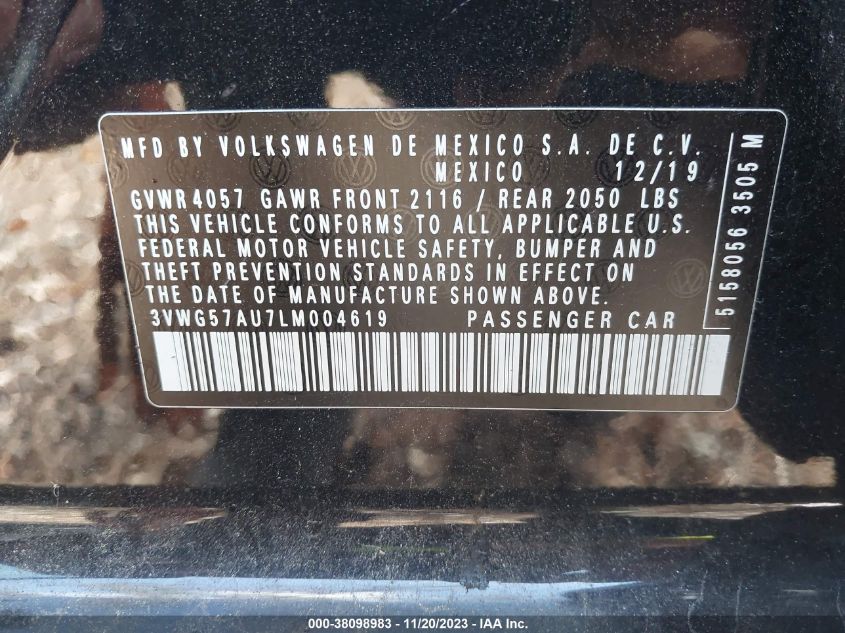 MFD BY VOLKSWAGEN DE MEXICO S.A. DE C.V.
MEXICO 12/19
GVWR4057 GAWR FRONT 2116 / REAR 2050 LBS
THIS VEHICLE CONFORMS TO ALL APPLICABLE U.S.
FEDERAL MOTOR VEHICLE SAFETY, BUMPER AND
THEFT PREVENTION STANDARDS IN EFFECT ON
THE DATE OF MANUFACTURE SHOWN ABOVE.
3VWG57AU7LM004619 PASSENGER CAR
5158056 3505 M
000-38098983 - 11/20/2023 - IAA Inc.